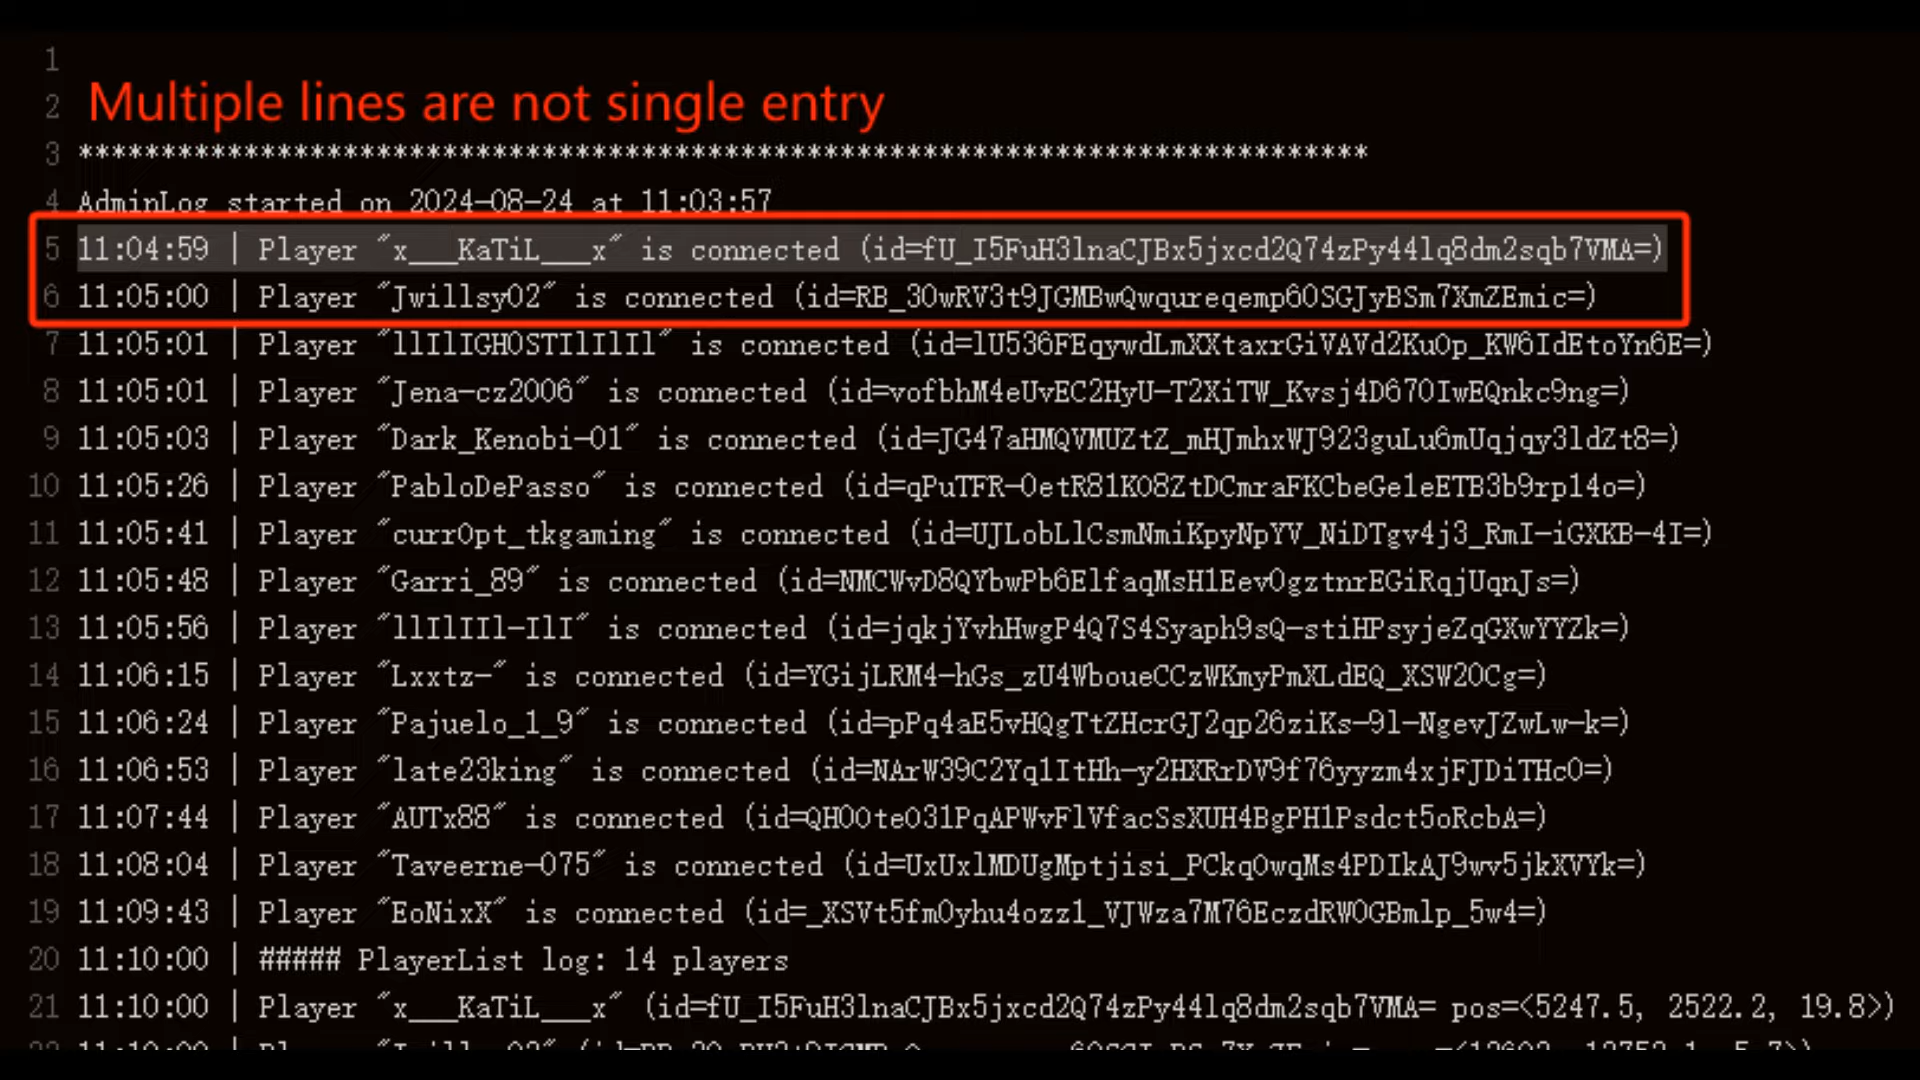 1
2 Multiple lines are not single entry
3 ******************************************************************************
4 AdminLog started on 2024-08-24 at 11:03:57
5 11:04:59 | Player "x___KaTiL___x" is connected (id=fU_I5FuH3lnaCJBx5jxcd2Q74zPy44lq8dm2sqb7VMA=)
6 11:05:00 | Player "Jwillsy02" is connected (id=RB_30wRV3t9JGMBwQwqureqemp60SGJyBSm7XmZEmic=)
7 11:05:01 | Player "llIlIGHOSTIlIlIl" is connected (id=lU536FEqywdLmXXtaxrGiVAVd2KuOp_KW6IdEtoYn6E=)
8 11:05:01 | Player "Jena-cz2006" is connected (id=vofbhM4eUvEC2HyU-T2XiTW_Kvsj4D670IwEQnkc9ng=)
9 11:05:03 | Player "Dark_Kenobi-01" is connected (id=JG47aHMQVMUZtZ_mHJmhxWJ923guLu6mUqjqy3ldZt8=)
10 11:05:26 | Player "PabloDePasso" is connected (id=qPuTFR-OetR81KO8ZtDCmraFKCbeGe1eETB3b9rp14o=)
11 11:05:41 | Player "currOpt_tkgaming" is connected (id=UJLobLlCsmNmiKpyNpYV_NiDTgv4j3_RmI-iGXKB-4I=)
12 11:05:48 | Player "Garri_89" is connected (id=NMCWvD8QYbwPb6ElfaqMsH1EevOgztnrEGiRqjUqnJs=)
13 11:05:56 | Player "llIlIIl-IlI" is connected (id=jqkjYvhHwgP4Q7S4Syaph9sQ-stiHPsyjeZqGXwYYZk=)
14 11:06:15 | Player "Lxxtz-" is connected (id=YGijLRM4-hGs_zU4WboueCCzWKmyPmXLdEQ_XSW2OCg=)
15 11:06:24 | Player "Pajuelo_1_9" is connected (id=pPq4aE5vHQgTtZHcrGJ2qp26ziKs-9l-NgevJZwLw-k=)
16 11:06:53 | Player "late23king" is connected (id=NArW39C2Yq1ItHh-y2HXRrDV9f76yyzm4xjFJDiTHc0=)
17 11:07:44 | Player "AUTx88" is connected (id=QHO0teO31PqAPWvFlVfacSsXUH4BgPH1Psdct5oRcbA=)
18 11:08:04 | Player "Taveerne-075" is connected (id=UxUxlMDUgMptjisi_PCkqOwqMs4PDIkAJ9wv5jkXVYk=)
19 11:09:43 | Player "EoNixX" is connected (id=_XSVt5fmOyhu4ozz1_VJWza7M76EczdRWOGBmlp_5w4=)
20 11:10:00 | ##### PlayerList log: 14 players
21 11:10:00 | Player "x___KaTiL___x" (id=fU_I5FuH3lnaCJBx5jxcd2Q74zPy44lq8dm2sqb7VMA= pos=<5247.5, 2522.2, 19.8>)